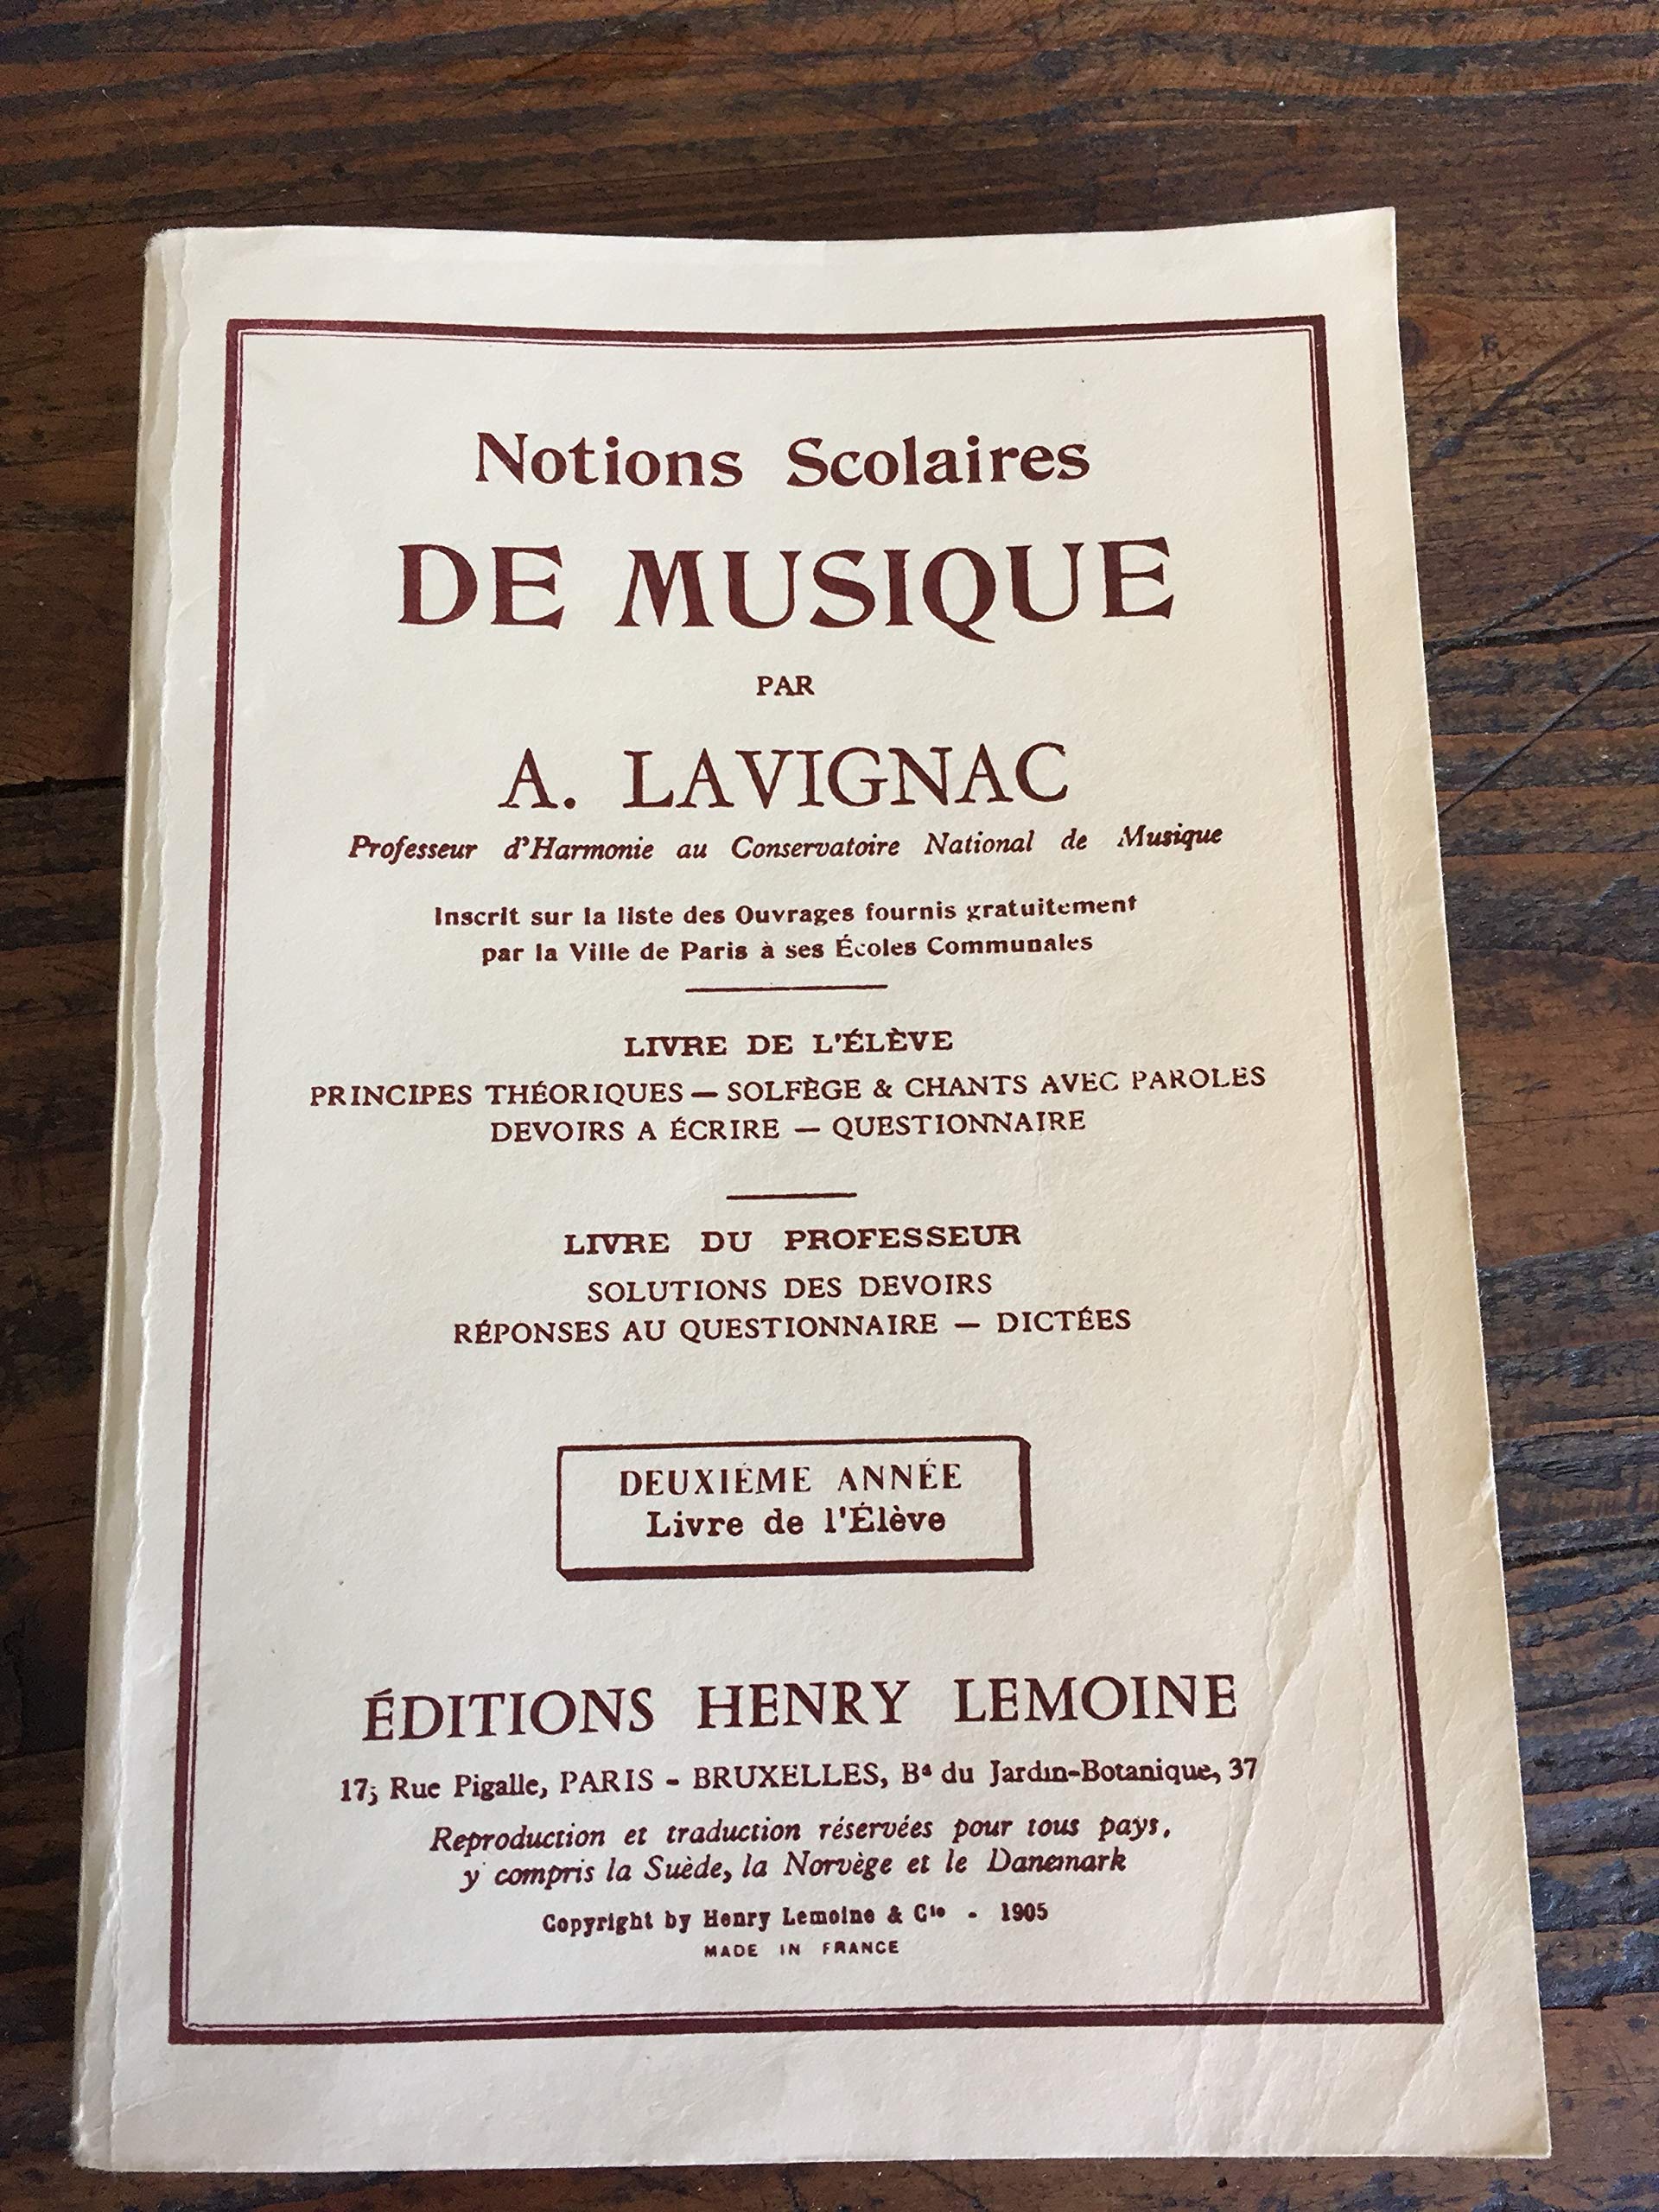 Notions Scolaires
DE MUSIQUE
PAR
A. LAVIGNAC
Professeur d'Harmonie au Conservatoire National de Musique
Inscrit sur la liste des Ouvrages fournis gratuitement
par la Ville de Paris à ses Écoles Communales
LIVRE DE L'ÉLÈVE
PRINCIPES THÉORIQUES — SOLFÈGE & CHANTS AVEC PAROLES
DEVOIRS A ÉCRIRE — QUESTIONNAIRE
LIVRE DU PROFESSEUR
SOLUTIONS DES DEVOIRS
RÉPONSES AU QUESTIONNAIRE — DICTÉES
DEUXIÉME ANNÉE
Livre de l'Élève
ÉDITIONS HENRY LEMOINE
17, Rue Pigalle, PARIS - BRUXELLES, Bd du Jardin-Botanique, 37
Reproduction et traduction réservées pour tous pays,
y compris la Suède, la Norvège et le Danemark
Copyright by Henry Lemoine & Cie - 1905
MADE IN FRANCE